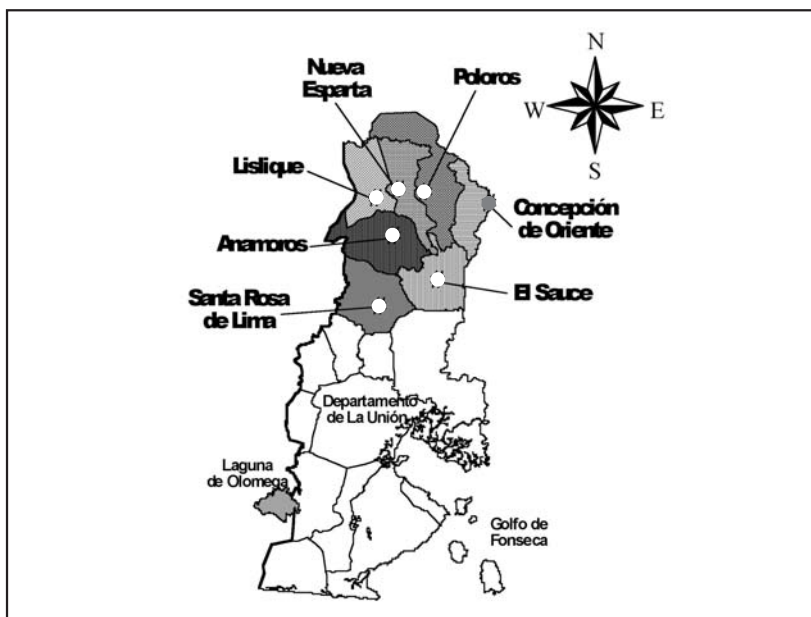 N
W E
S
Nueva
Esparta
Poloros
Lislique
Concepción
de Oriente
Anamoros
El Sauce
Santa Rosa
de Lima
Departamento
de La Unión
Laguna
de Olomega
Golfo de
Fonseca